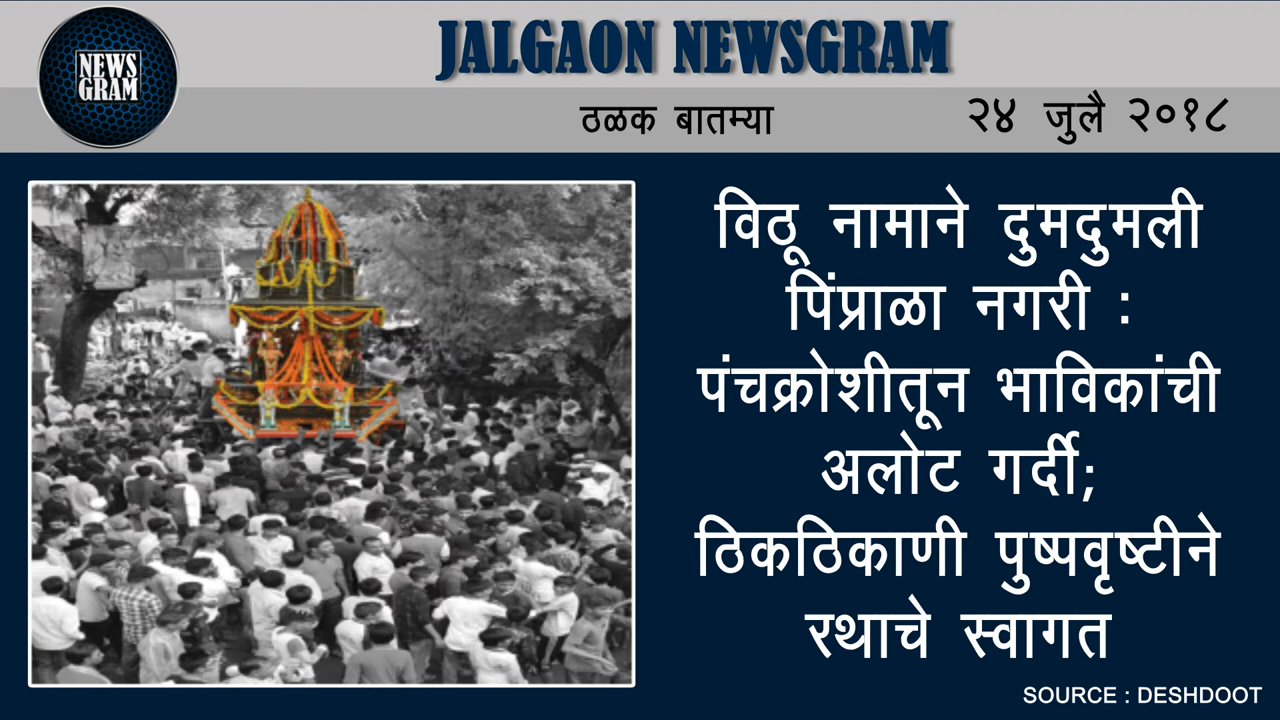 NEWS
GRAM
JALGAON NEWSGRAM
ठळक बातम्या
२४ जुलै २०१८
विठू नामाने दुमदुमली
पिंप्राळा नगरी :
पंचक्रोशीतून भाविकांची
अलोट गर्दी;
ठिकठिकाणी पुष्पवृष्टीने
रथाचे स्वागत
SOURCE : DESHDOOT